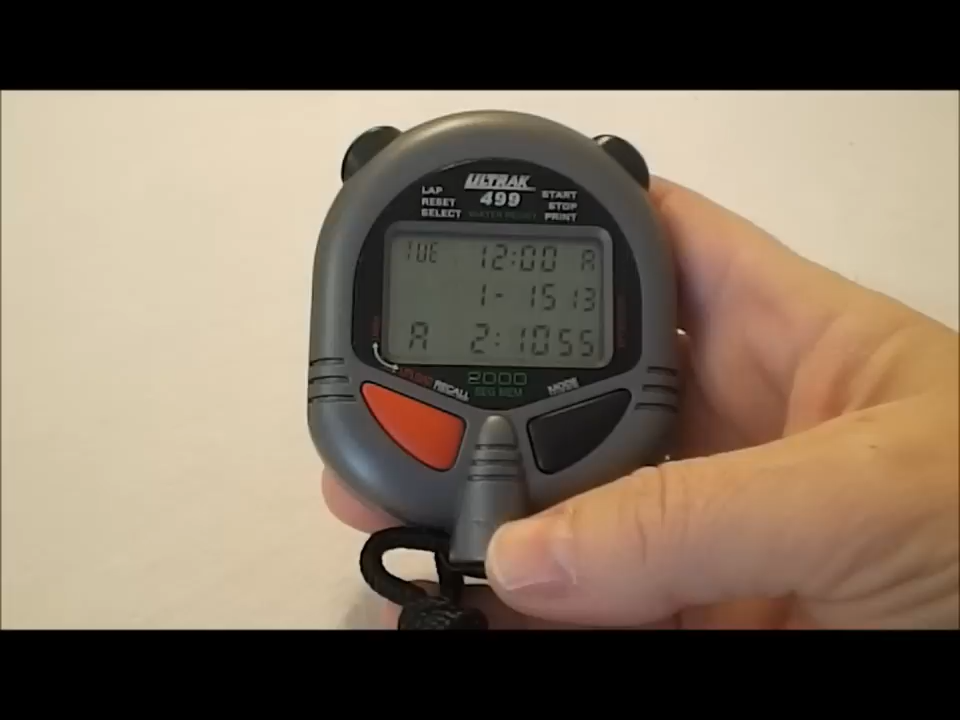 ULTRAK
499
LAP
RESET
SELECT
START
STOP
PRINT
WATER RESIST
TUE 12:00 A
1- 15 13
A 2:10 55
UPLOAD RECALL
2000
SEG MEM
MODE